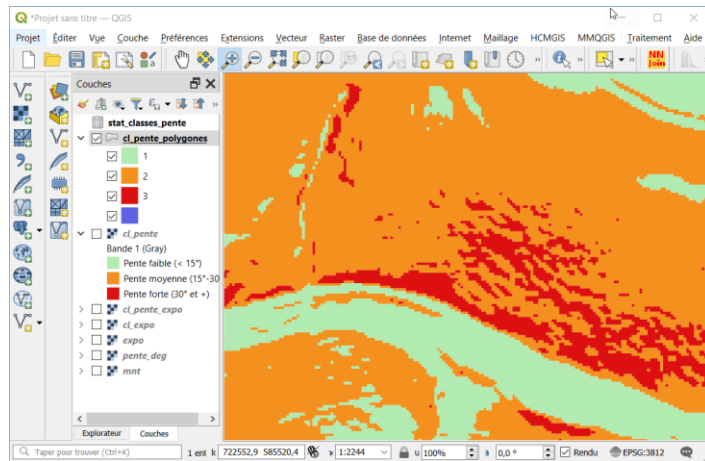 *Projet sans titre — QGIS
Projet Éditer Vue Couche Préférences Extensions Vecteur Raster Base de données Internet Maillage HCMGIS MMQGIS Traitement Aide
NN
Join
Couches
stat_classes_pente
cl_pente_polygones
1
2
3
cl_pente
Bande 1 (Gray)
Pente faible (< 15°)
Pente moyenne (15°-30
Pente forte (30° et +)
cl_pente_expo
cl_expo
expo
pente_deg
mnt
Explorateur Couches
Taper pour trouver (Ctrl+K) 1 ent 722552,9 585520,4 1:2244 100% 0,0 ° Rendu EPSG:3812